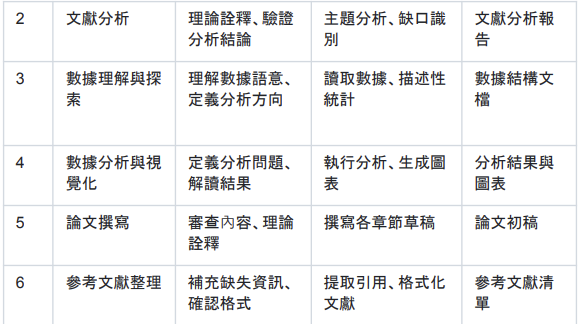 2 文獻分析 理論詮釋、驗證 主題分析、缺口識 文獻分析報
分析結論 別 告
3 數據理解與探 理解數據語意、 讀取數據、描述性 數據結構文
索 定義分析方向 統計 檔
4 數據分析與視 定義分析問題、 執行分析、生成圖 分析結果與
覺化 解讀結果 表 圖表
5 論文撰寫 審查內容、理論 撰寫各章節草稿 論文初稿
詮釋
6 參考文獻整理 補充缺失資訊、 提取引用、格式化 參考文獻清
確認格式 文獻 單